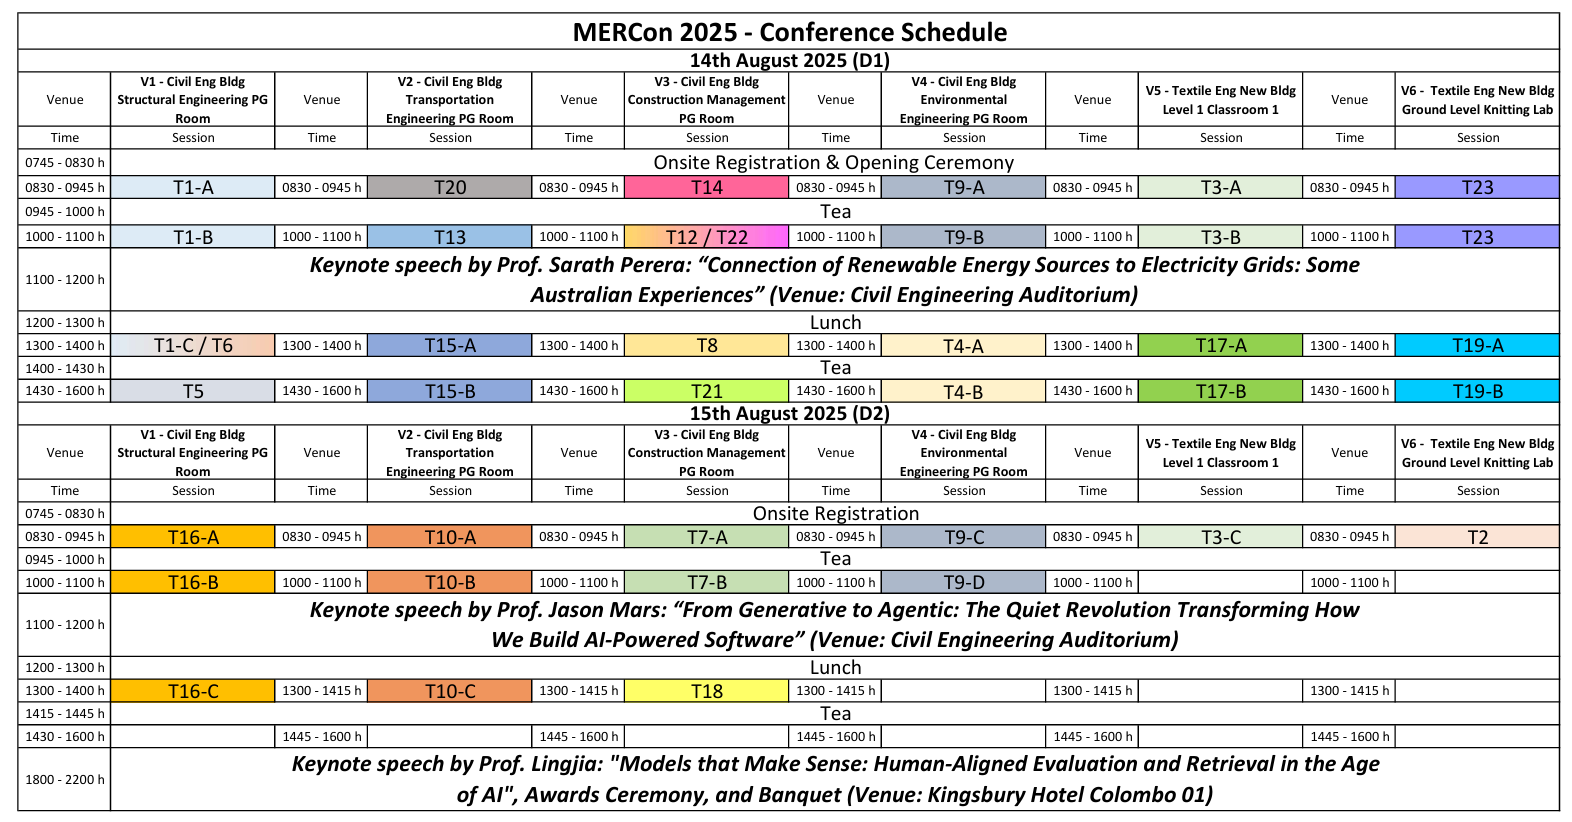 MERCon 2025 - Conference Schedule
14th August 2025 (D1)
Venue
V1 - Civil Eng Bldg
Structural Engineering PG
Room
Venue
V2 - Civil Eng Bldg
Transportation
Engineering PG Room
Venue
V3 - Civil Eng Bldg
Construction Management
PG Room
Venue
V4 - Civil Eng Bldg
Environmental
Engineering PG Room
Venue
V5 - Textile Eng New Bldg
Level 1 Classroom 1
Venue
V6 - Textile Eng New Bldg
Ground Level Knitting Lab
Time Session Time Session Time Session Time Session Time Session Time Session
0745 - 0830 h Onsite Registration & Opening Ceremony
0830 - 0945 h T1-A 0830 - 0945 h T20 0830 - 0945 h T14 0830 - 0945 h T9-A 0830 - 0945 h T3-A 0830 - 0945 h T23
0945 - 1000 h Tea
1000 - 1100 h T1-B 1000 - 1100 h T13 1000 - 1100 h T12 / T22 1000 - 1100 h T9-B 1000 - 1100 h T3-B 1000 - 1100 h T23
1100 - 1200 h
Keynote speech by Prof. Sarath Perera: “Connection of Renewable Energy Sources to Electricity Grids: Some
Australian Experiences” (Venue: Civil Engineering Auditorium)
1200 - 1300 h Lunch
1300 - 1400 h T1-C / T6 1300 - 1400 h T15-A 1300 - 1400 h T8 1300 - 1400 h T4-A 1300 - 1400 h T17-A 1300 - 1400 h T19-A
1400 - 1430 h Tea
1430 - 1600 h T5 1430 - 1600 h T15-B 1430 - 1600 h T21 1430 - 1600 h T4-B 1430 - 1600 h T17-B 1430 - 1600 h T19-B
15th August 2025 (D2)
Venue
V1 - Civil Eng Bldg
Structural Engineering PG
Room
Venue
V2 - Civil Eng Bldg
Transportation
Engineering PG Room
Venue
V3 - Civil Eng Bldg
Construction Management
PG Room
Venue
V4 - Civil Eng Bldg
Environmental
Engineering PG Room
Venue
V5 - Textile Eng New Bldg
Level 1 Classroom 1
Venue
V6 - Textile Eng New Bldg
Ground Level Knitting Lab
Time Session Time Session Time Session Time Session Time Session Time Session
0745 - 0830 h Onsite Registration
0830 - 0945 h T16-A 0830 - 0945 h T10-A 0830 - 0945 h T7-A 0830 - 0945 h T9-C 0830 - 0945 h T3-C 0830 - 0945 h T2
0945 - 1000 h Tea
1000 - 1100 h T16-B 1000 - 1100 h T10-B 1000 - 1100 h T7-B 1000 - 1100 h T9-D 1000 - 1100 h 1000 - 1100 h
1100 - 1200 h
Keynote speech by Prof. Jason Mars: “From Generative to Agentic: The Quiet Revolution Transforming How
We Build AI-Powered Software” (Venue: Civil Engineering Auditorium)
1200 - 1300 h Lunch
1300 - 1400 h T16-C 1300 - 1415 h T10-C 1300 - 1415 h T18 1300 - 1415 h 1300 - 1415 h 1300 - 1415 h
1415 - 1445 h Tea
1430 - 1600 h 1445 - 1600 h 1445 - 1600 h 1445 - 1600 h 1445 - 1600 h 1445 - 1600 h
1800 - 2200 h
Keynote speech by Prof. Lingjia: "Models that Make Sense: Human-Aligned Evaluation and Retrieval in the Age
of AI", Awards Ceremony, and Banquet (Venue: Kingsbury Hotel Colombo 01)